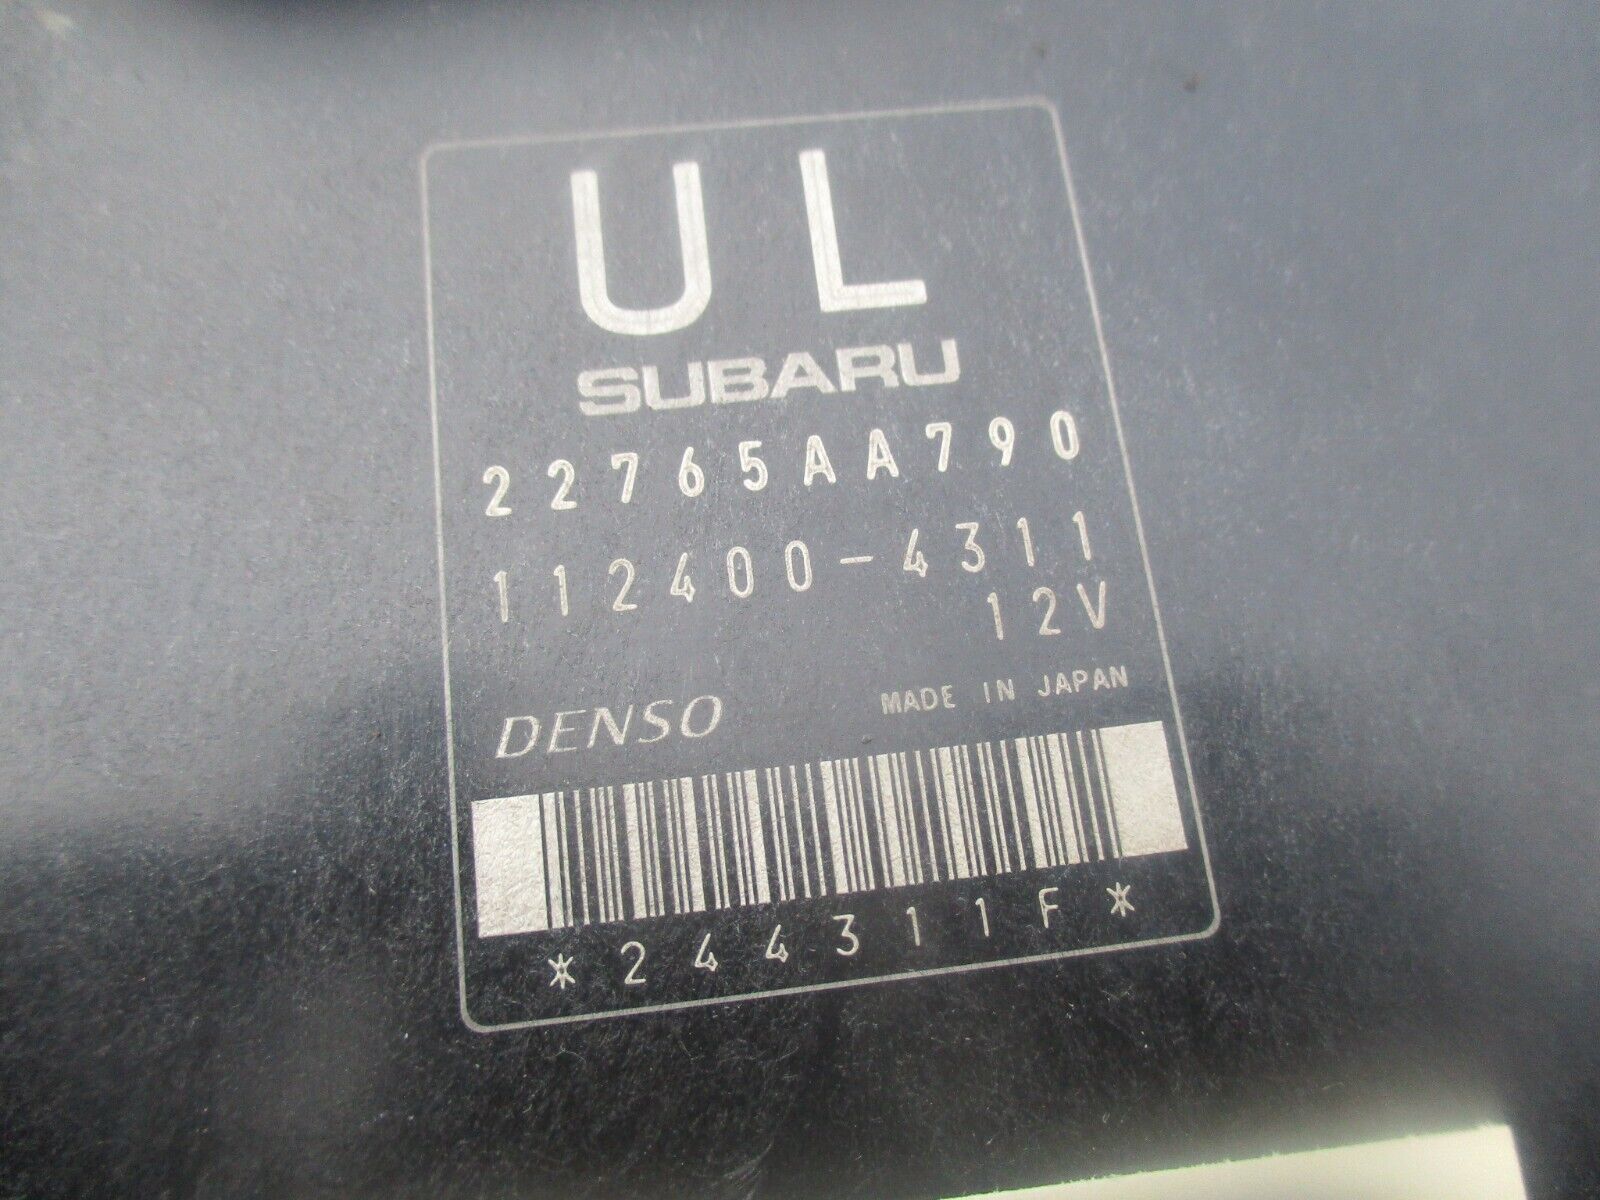 UL
SUBARU
22765AA790
112400-4311
12V
DENSO
MADE IN JAPAN
*244311F*